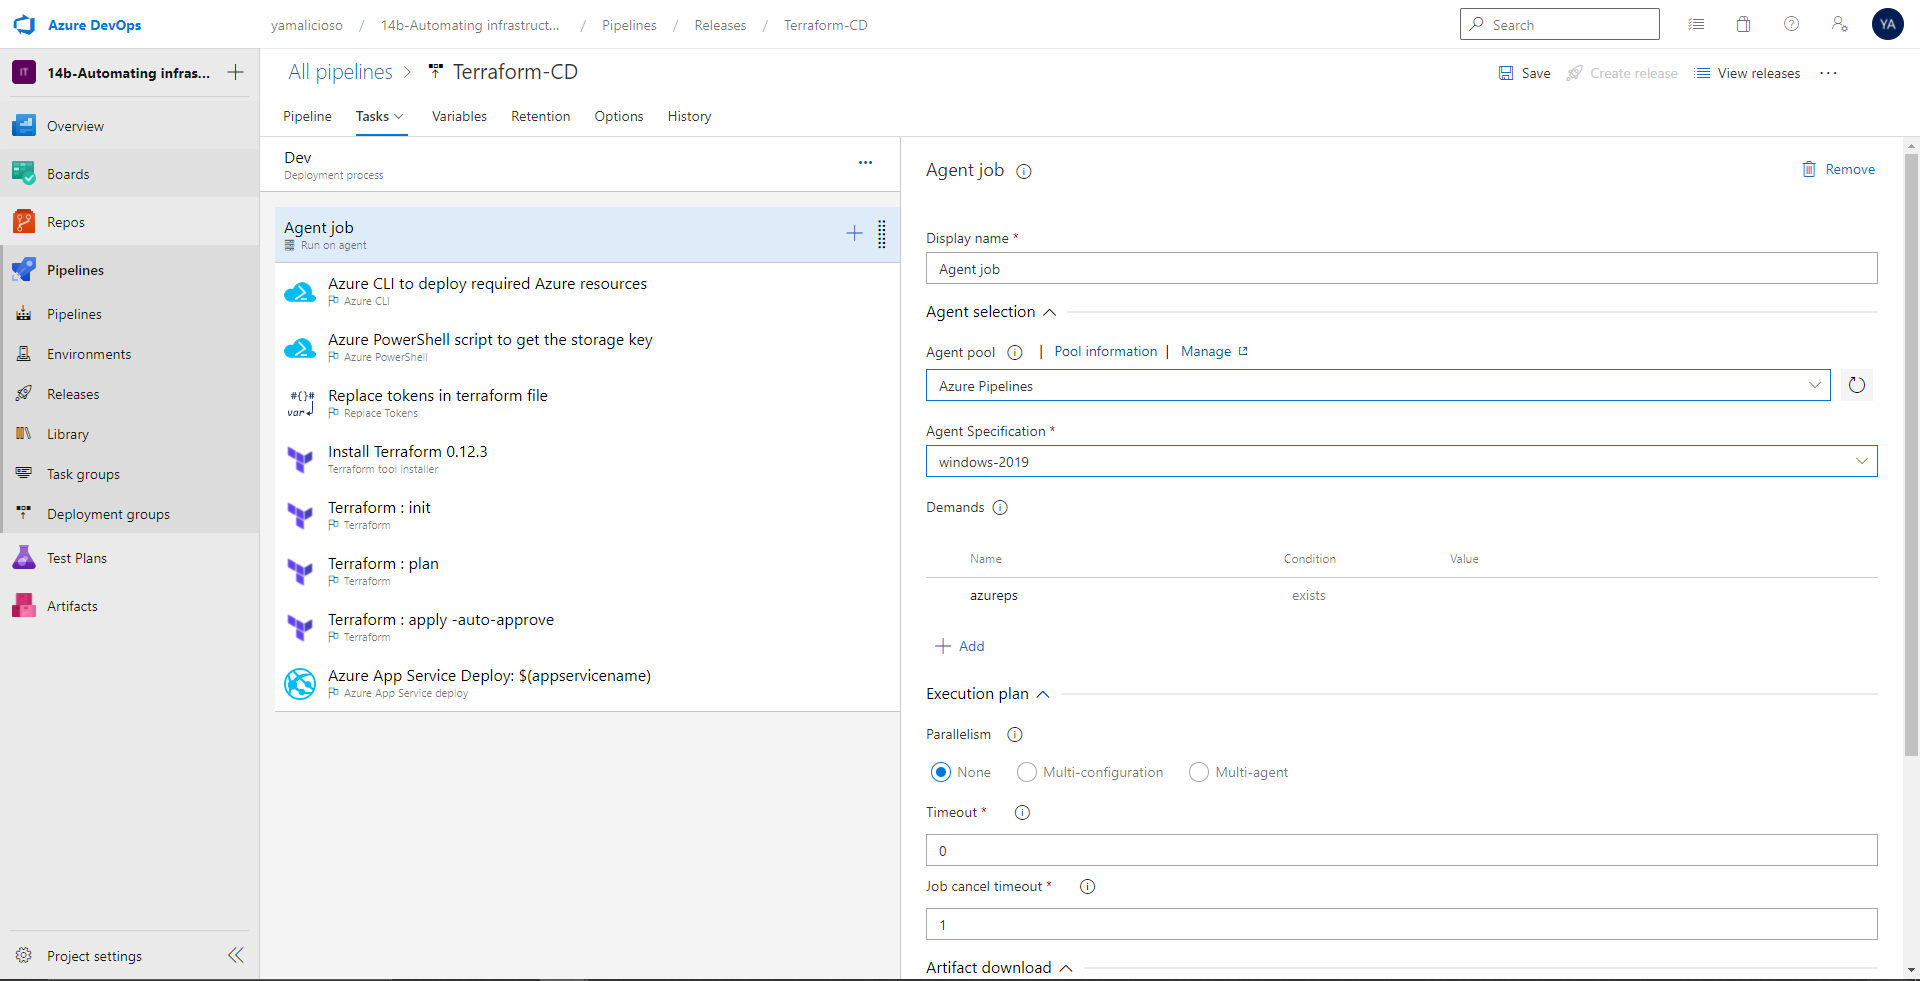 Azure DevOps
yamalicioso / 14b-Automating infrastruct... / Pipelines / Releases / Terraform-CD
Search
YA
IT
14b-Automating infras...
Overview
Boards
Repos
Pipelines
Pipelines
Environments
Releases
Library
Task groups
Deployment groups
Test Plans
Artifacts
Project settings
All pipelines > Terraform-CD
Save
Create release
View releases
Pipeline
Tasks
Variables
Retention
Options
History
Dev
Deployment process
Agent job
Run on agent
Azure CLI to deploy required Azure resources
Azure CLI
Azure PowerShell script to get the storage key
Azure PowerShell
#{}#
var
Replace tokens in terraform file
Replace Tokens
Install Terraform 0.12.3
Terraform tool installer
Terraform : init
Terraform
Terraform : plan
Terraform
Terraform : apply -auto-approve
Terraform
Azure App Service Deploy: $(appservicename)
Azure App Service deploy
Agent job
Remove
Display name *
Agent job
Agent selection
Agent pool | Pool information | Manage
Azure Pipelines
Agent Specification *
windows-2019
Demands
Name Condition Value
azureps exists
Add
Execution plan
Parallelism
None Multi-configuration Multi-agent
Timeout *
0
Job cancel timeout *
1
Artifact download